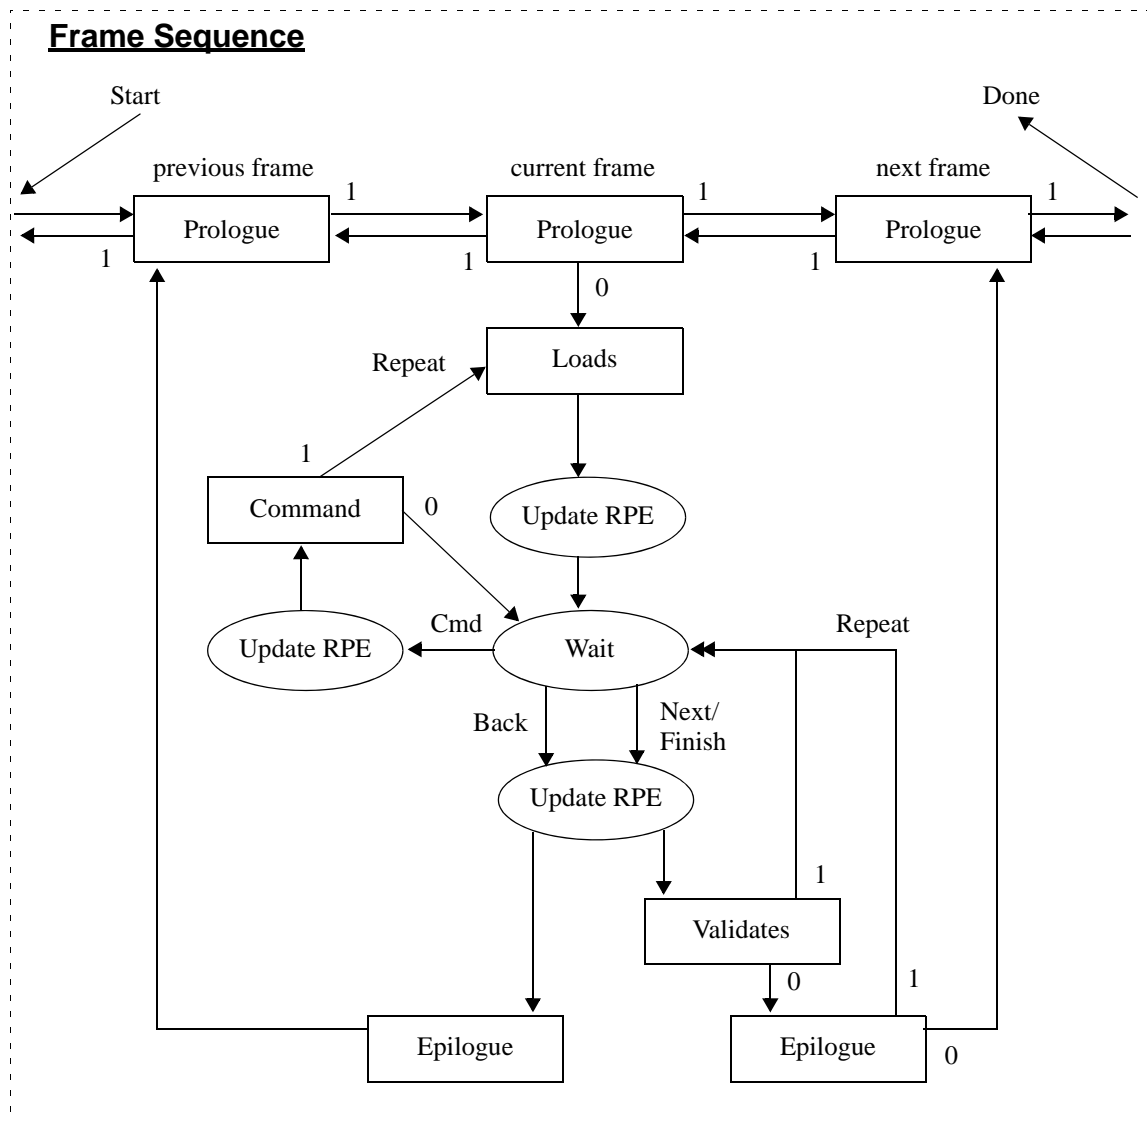 Frame Sequence
Start
Done
previous frame
current frame
next frame
1
1
1
Prologue
Prologue
Prologue
1
1
1
0
Repeat
Loads
1
Command
0
Update RPE
Cmd
Repeat
Update RPE
Wait
Back
Next/
Finish
Update RPE
1
Validates
0
1
Epilogue
Epilogue
0